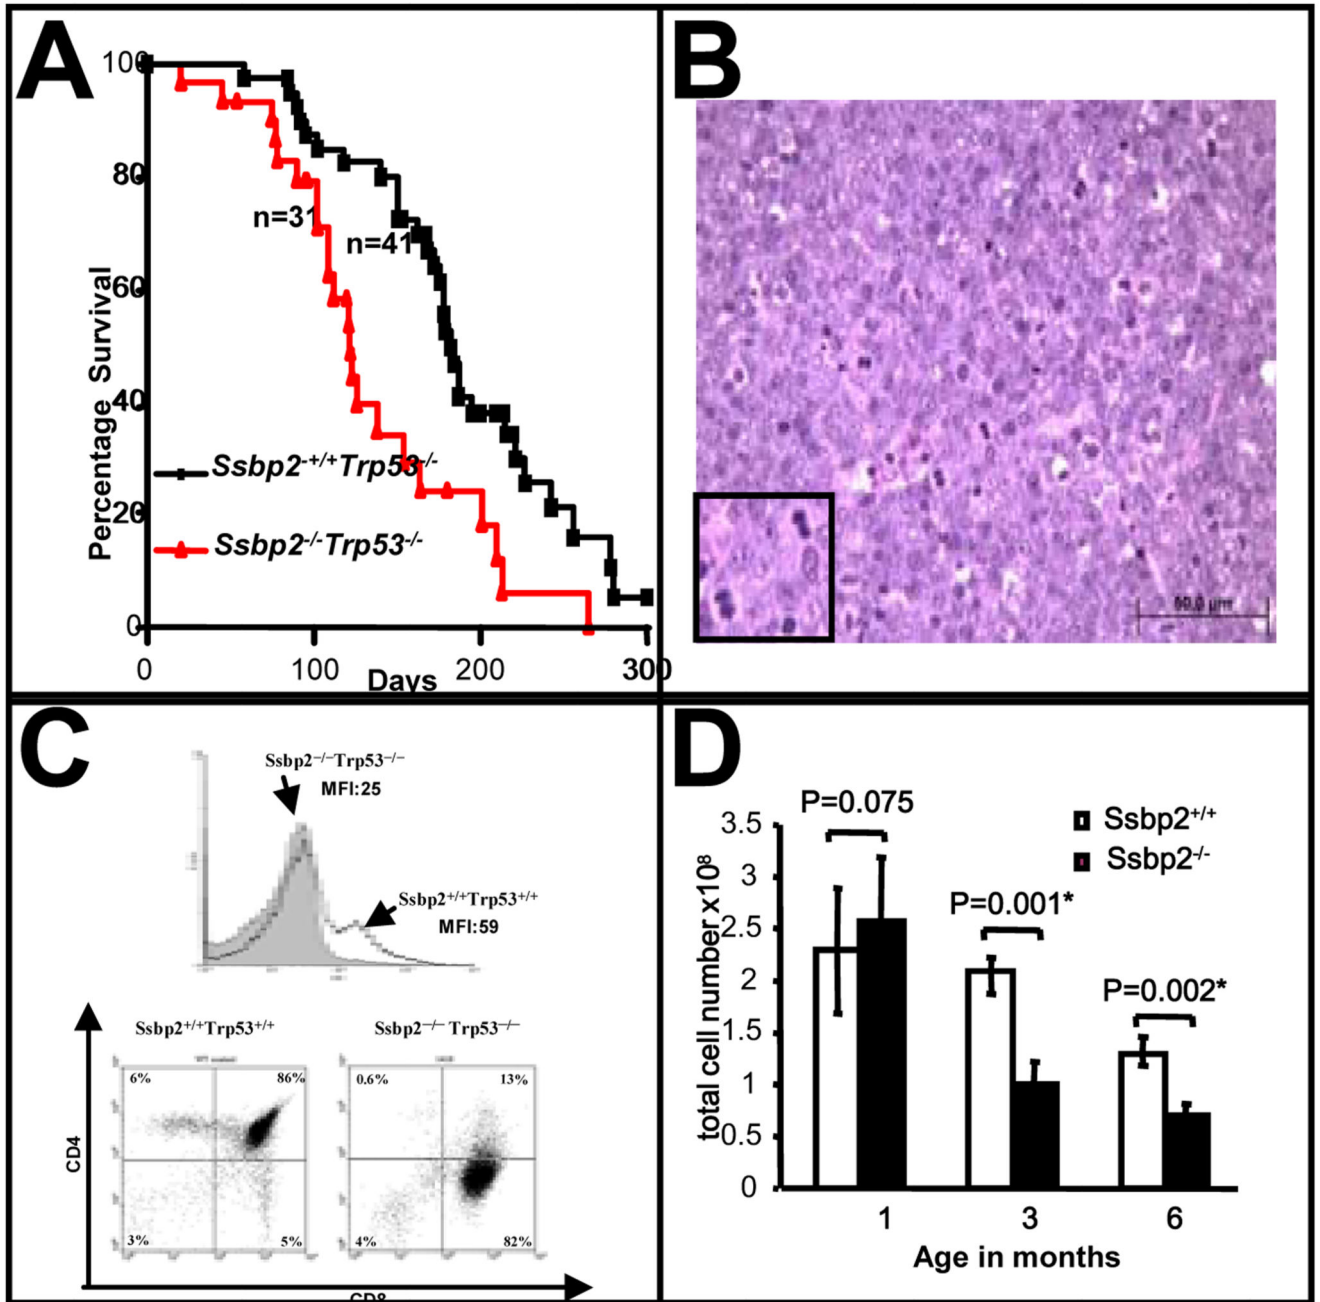 A
100
80
60
40
20
0
Percentage Survival
n=31
n=41
Ssbp2-+/+Trp53-/-
Ssbp2-/-Trp53-/-
0 100 200 300
Days
B
60.0 µm
C
Ssbp2−/−Trp53−/−
MFI:25
Ssbp2+/+Trp53+/+
MFI:59
Ssbp2+/+Trp53+/+
Ssbp2−/− Trp53−/−
6% 86%
3% 5%
0.6% 13%
4% 82%
CD4
CD8
D
P=0.075
Ssbp2+/+
Ssbp2-/-
P=0.001*
P=0.002*
total cell number x10⁸
3.5
3
2.5
2
1.5
1
0.5
0
1 3 6
Age in months